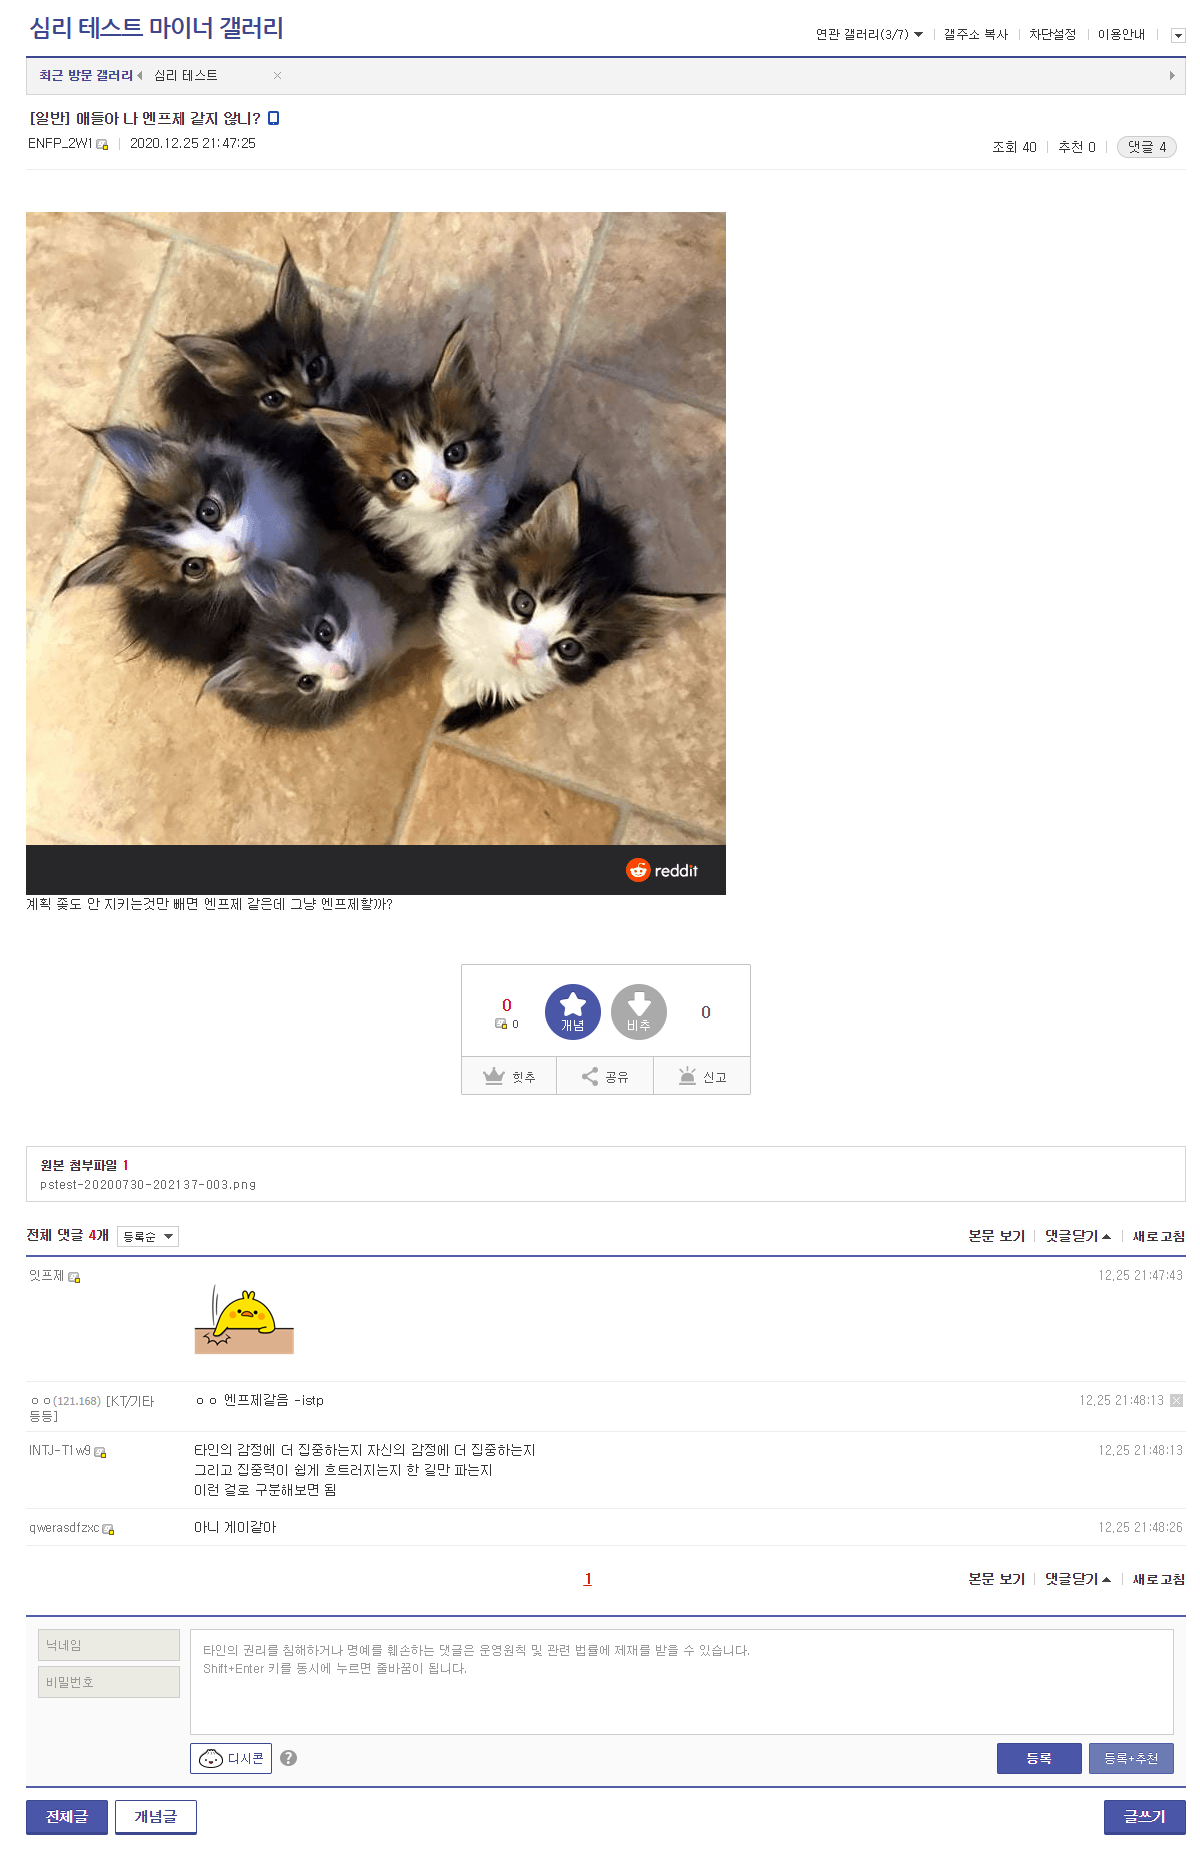 심리 테스트 마이너 갤러리
연관 갤러리(3/7) 갤주소 복사 차단설정 이용안내
최근 방문 갤러리 심리 테스트
[일반] 애들아 나 엔프제 같지 않니?
ENFP_2W1 2020.12.25 21:47:25
조회 40 추천 0 댓글 4
reddit
계획 좆도 안 지키는것만 빼면 엔프제 같은데 그냥 엔프제할까?
0 개념 비추 0
0
힛추 공유 신고
원본 첨부파일 1
pstest-20200730-202137-003.png
전체 댓글 4개 등록순 본문 보기 댓글닫기 새로고침
잇프제 12.25 21:47:43
ㅇㅇ(121.168) [KT/기타 등등] ㅇㅇ 엔프제같음 -istp 12.25 21:48:13
INTJ-T1w9 타인의 감정에 더 집중하는지 자신의 감정에 더 집중하는지 12.25 21:48:13
그리고 집중력이 쉽게 흐트러지는지 한 길만 파는지
이런 걸로 구분해보면 됨
qwerasdfzxc 아니 게이같아 12.25 21:48:26
1 본문 보기 댓글닫기 새로고침
닉네임
비밀번호
타인의 권리를 침해하거나 명예를 훼손하는 댓글은 운영원칙 및 관련 법률에 제재를 받을 수 있습니다.
Shift+Enter 키를 동시에 누르면 줄바꿈이 됩니다.
디시콘 등록 등록+추천
전체글 개념글 글쓰기